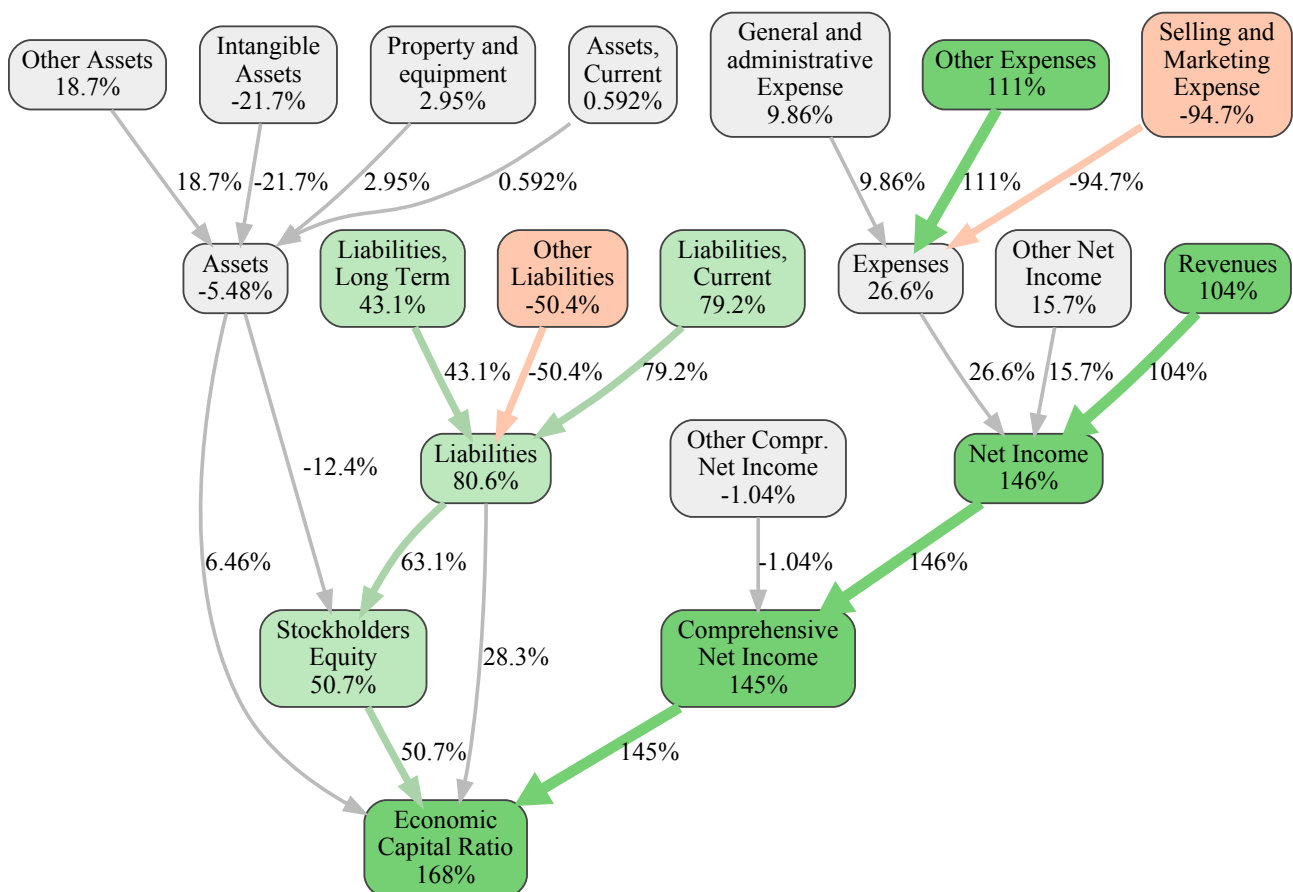 Other Assets
18.7%
Intangible
Assets
-21.7%
Property and
equipment
2.95%
Assets,
Current
0.592%
General and
administrative
Expense
9.86%
Other Expenses
111%
Selling and
Marketing
Expense
-94.7%
18.7%
-21.7%
2.95%
0.592%
9.86%
111%
-94.7%
Assets
-5.48%
Liabilities,
Long Term
43.1%
Other
Liabilities
-50.4%
Liabilities,
Current
79.2%
Expenses
26.6%
Other Net
Income
15.7%
Revenues
104%
43.1%
-50.4%
79.2%
26.6%
15.7%
104%
-12.4%
Liabilities
80.6%
Other Compr.
Net Income
-1.04%
Net Income
146%
6.46%
63.1%
28.3%
-1.04%
146%
Stockholders
Equity
50.7%
Comprehensive
Net Income
145%
50.7%
145%
Economic
Capital Ratio
168%